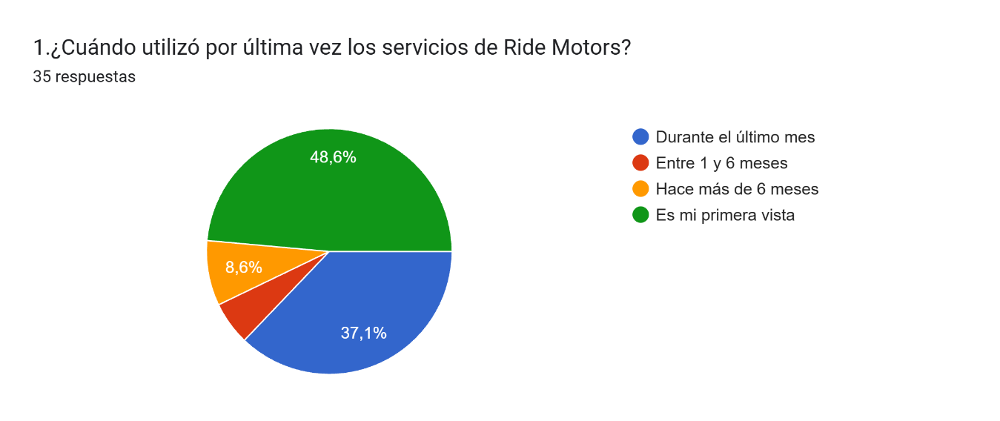 1.¿Cuándo utilizó por última vez los servicios de Ride Motors?
35 respuestas
48,6%
8,6%
37,1%
Durante el último mes
Entre 1 y 6 meses
Hace más de 6 meses
Es mi primera vista